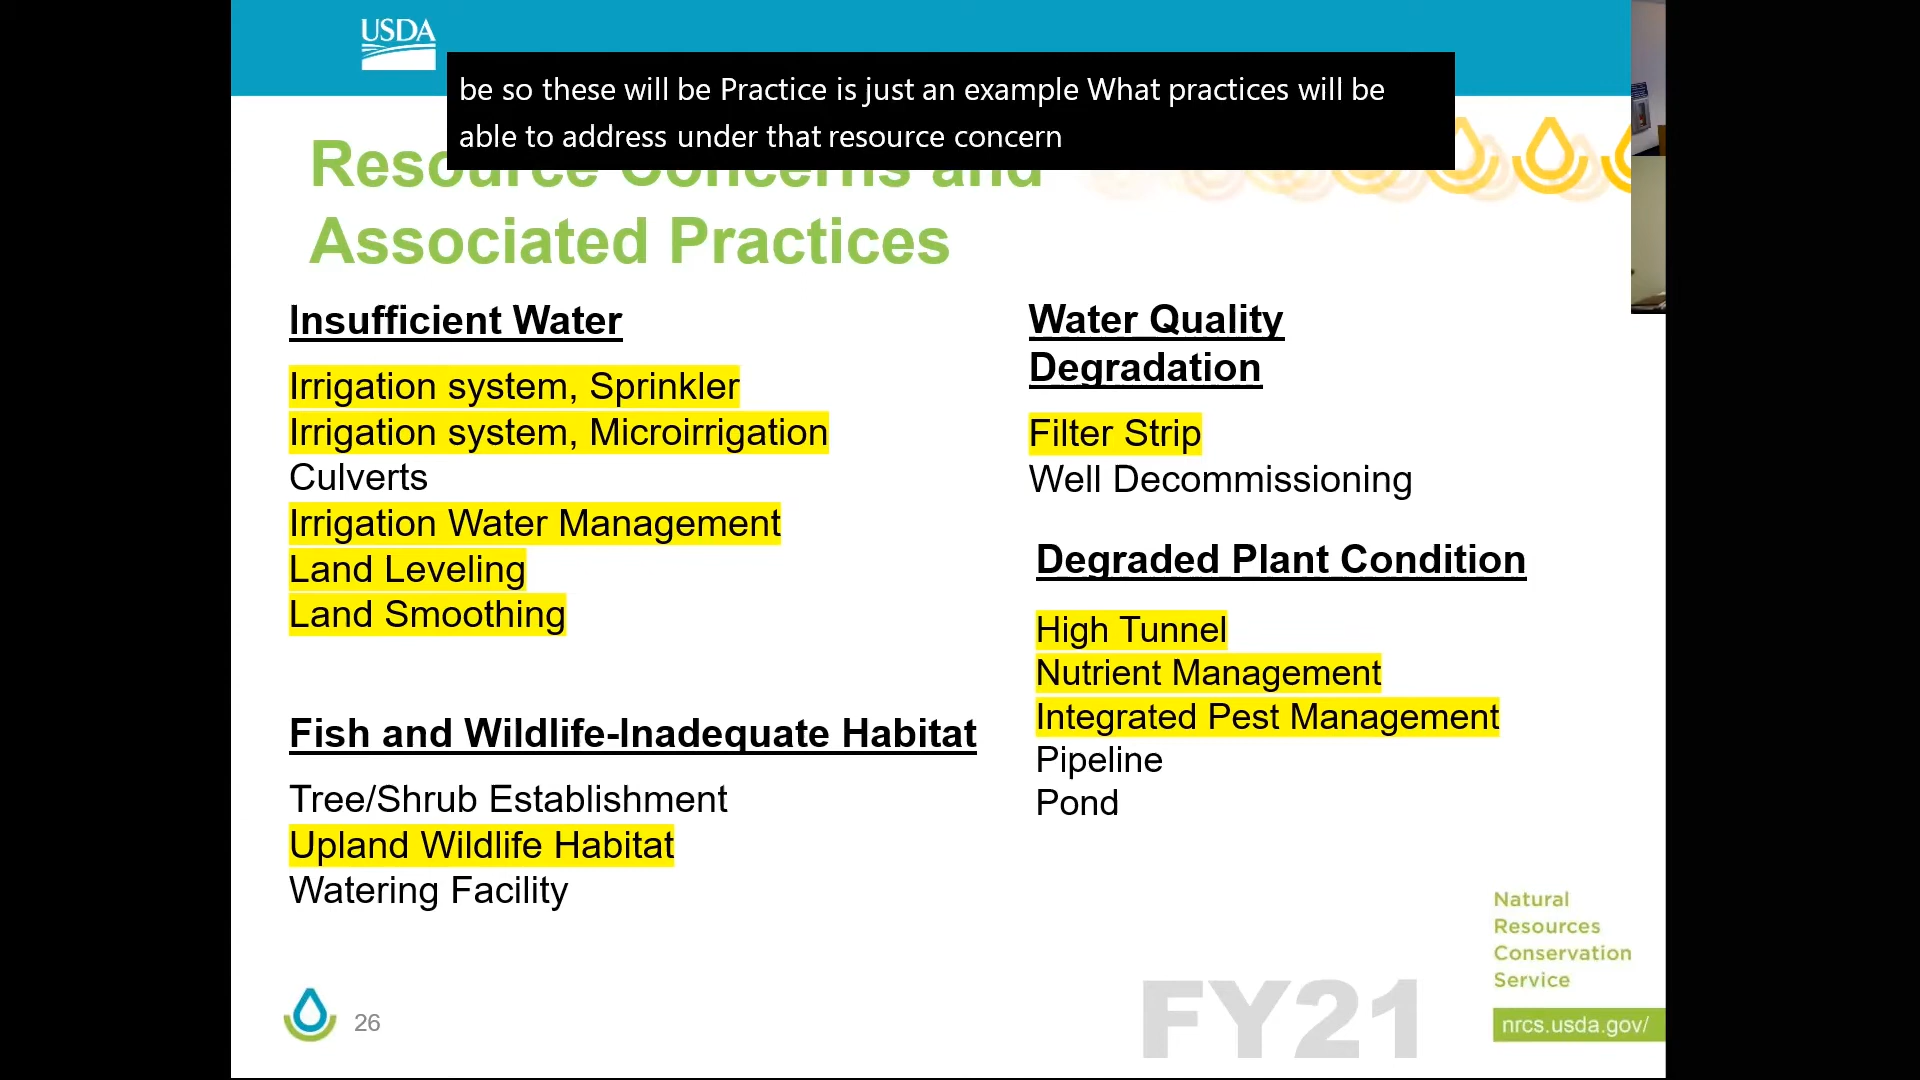 USDA
be so these will be Practice is just an example What practices will be
able to address under that resource concern
Resource Concerns and
Associated Practices
Insufficient Water
Irrigation system, Sprinkler
Irrigation system, Microirrigation
Culverts
Irrigation Water Management
Land Leveling
Land Smoothing
Fish and Wildlife-Inadequate Habitat
Tree/Shrub Establishment
Upland Wildlife Habitat
Watering Facility
Water Quality
Degradation
Filter Strip
Well Decommissioning
Degraded Plant Condition
High Tunnel
Nutrient Management
Integrated Pest Management
Pipeline
Pond
Natural
Resources
Conservation
Service
nrcs.usda.gov/
FY21
26